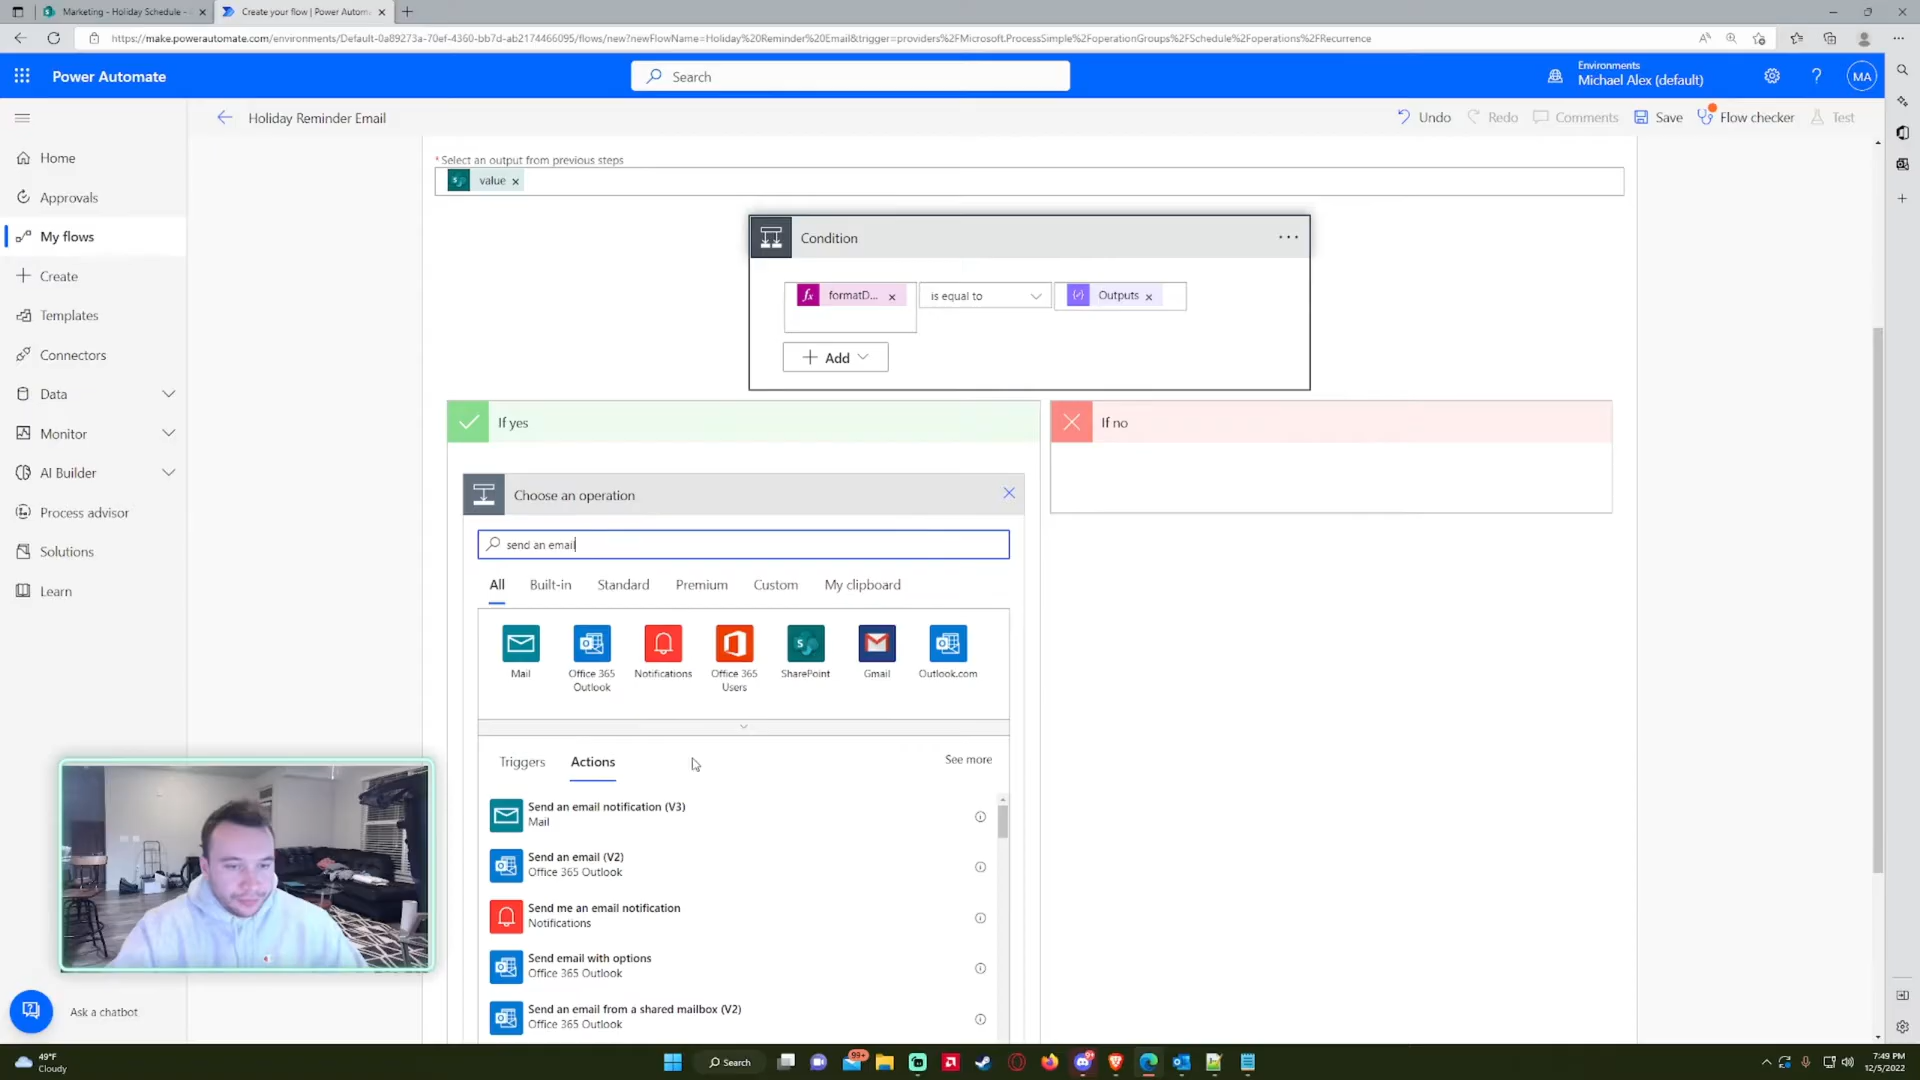 Marketing - Holiday Schedule -
Create your flow | Power Automa
https://make.powerautomate.com/environments/Default-0a89273a-70ef-4360-bb7d-ab2174466095/flows/new?newFlowName=Holiday%20Reminder%20Email&trigger=providers%2FMicrosoft.ProcessSimple%2FoperationGroups%2FSchedule%2Foperations%2FRecurrence
Power Automate
Search
Environments
Michael Alex (default)
MA
Holiday Reminder Email
Undo
Redo
Comments
Save
Flow checker
Test
Home
Approvals
My flows
Create
Templates
Connectors
Data
Monitor
AI Builder
Process advisor
Solutions
Learn
Ask a chatbot
* Select an output from previous steps
value
Condition
formatD...
is equal to
Outputs
Add
If yes
If no
Choose an operation
send an email
All
Built-in
Standard
Premium
Custom
My clipboard
Mail
Office 365
Outlook
Notifications
Office 365
Users
SharePoint
Gmail
Outlook.com
Triggers
Actions
See more
Send an email notification (V3)
Mail
Send an email (V2)
Office 365 Outlook
Send me an email notification
Notifications
Send email with options
Office 365 Outlook
Send an email from a shared mailbox (V2)
Office 365 Outlook
49°F
Cloudy
Search
99+
7:49 PM
12/5/2022